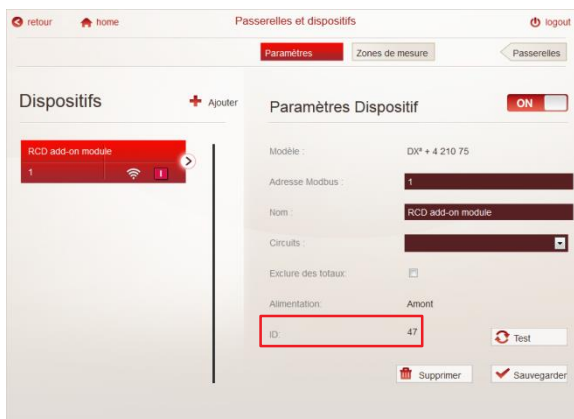 retour home Passerelles et dispositifs logout
Paramètres Zones de mesure Passerelles
Dispositifs Ajouter
RCD add-on module
1 I
Paramètres Dispositif ON
Modèle : DX³ + 4 210 75
Adresse Modbus : 1
Nom : RCD add-on module
Circuits :
Exclure des totaux:
Alimentation: Amont
ID: 47
Test
Supprimer Sauvegarder